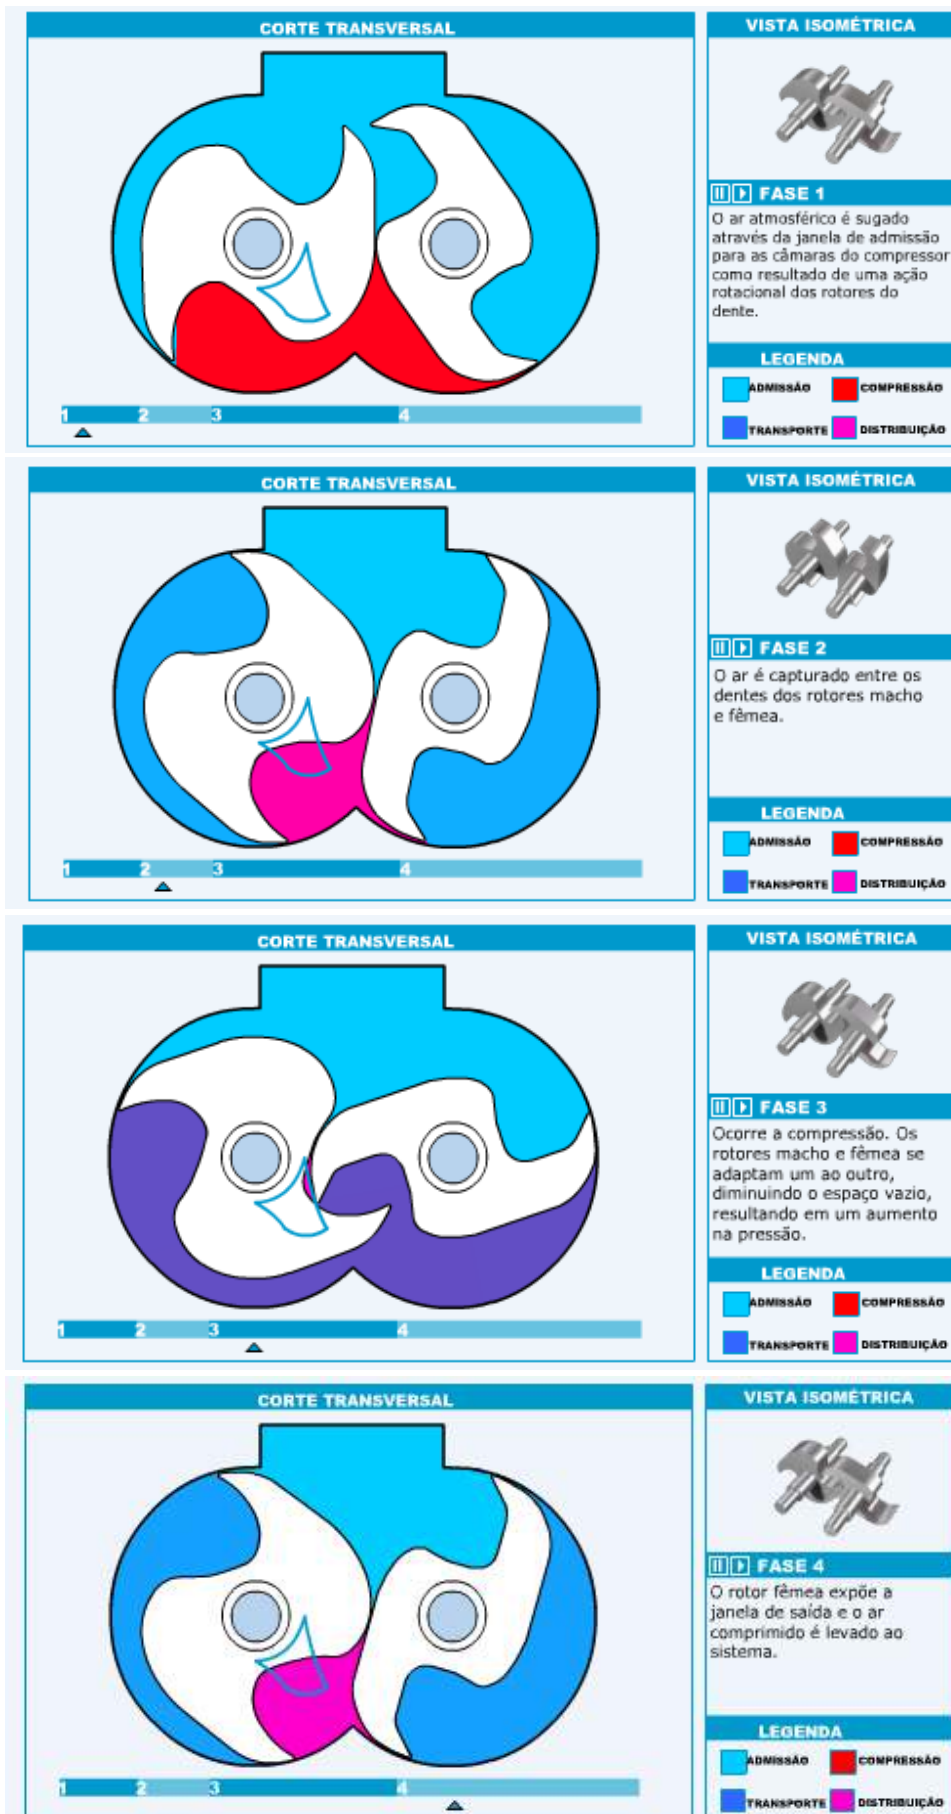 CORTE TRANSVERSAL
VISTA ISOMÉTRICA
FASE 1
O ar atmosférico é sugado
através da janela de admissão
para as câmaras do compressor
como resultado de uma ação
rotacional dos rotores do
dente.
LEGENDA
ADMISSÃO COMPRESSÃO
TRANSPORTE DISTRIBUIÇÃO
1 2 3 4
CORTE TRANSVERSAL
VISTA ISOMÉTRICA
FASE 2
O ar é capturado entre os
dentes dos rotores macho
e fêmea.
LEGENDA
ADMISSÃO COMPRESSÃO
TRANSPORTE DISTRIBUIÇÃO
1 2 3 4
CORTE TRANSVERSAL
VISTA ISOMÉTRICA
FASE 3
Ocorre a compressão. Os
rotores macho e fêmea se
adaptam um ao outro,
diminuindo o espaço vazio,
resultando em um aumento
na pressão.
LEGENDA
ADMISSÃO COMPRESSÃO
TRANSPORTE DISTRIBUIÇÃO
1 2 3 4
CORTE TRANSVERSAL
VISTA ISOMÉTRICA
FASE 4
O rotor fêmea expõe a
janela de saída e o ar
comprimido é levado ao
sistema.
LEGENDA
ADMISSÃO COMPRESSÃO
TRANSPORTE DISTRIBUIÇÃO
1 2 3 4